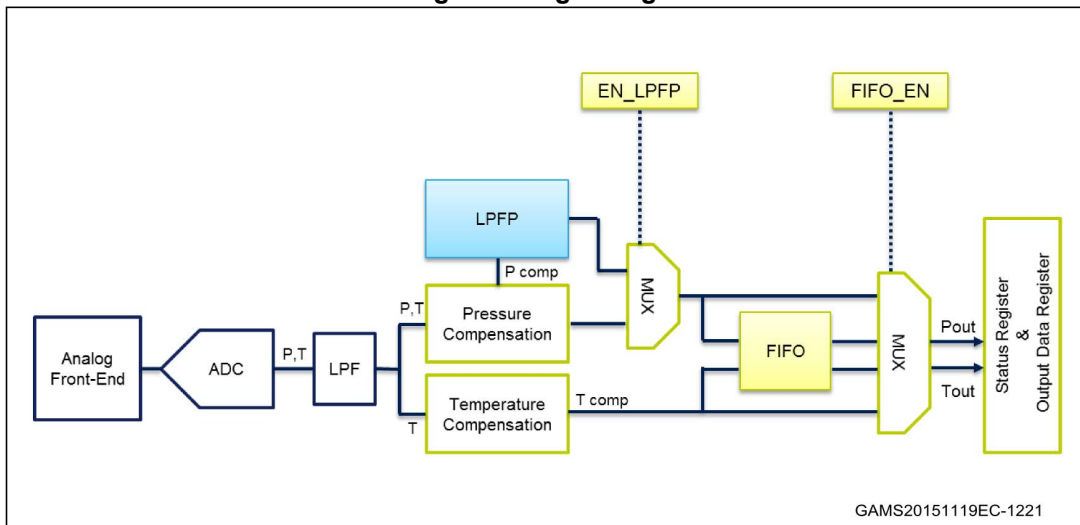 EN_LPFP
FIFO_EN
LPFP
P comp
P,T
Pressure
Compensation
MUX
Analog
Front-End
ADC
P,T
LPF
FIFO
MUX
Pout
Tout
Status Register
&
Output Data Register
T
Temperature
Compensation
T comp
GAMS20151119EC-1221